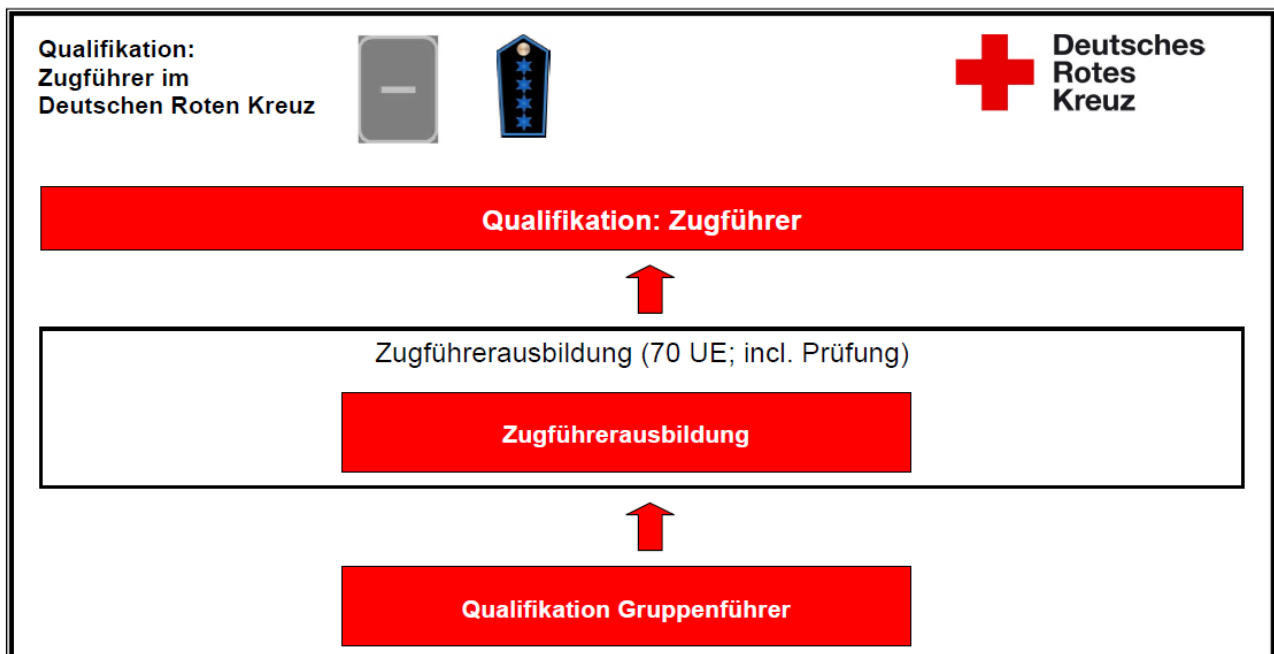 Qualifikation:
Zugführer im
Deutschen Roten Kreuz
Deutsches
Rotes
Kreuz
Qualifikation: Zugführer
Zugführerausbildung (70 UE; incl. Prüfung)
Zugführerausbildung
Qualifikation Gruppenführer